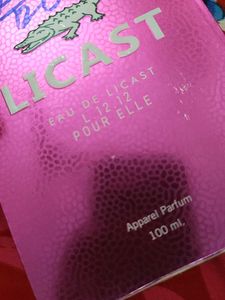 LICAST
EAU DE LICAST
L.12.12
POUR ELLE
Apparel Parfum
100 ml.